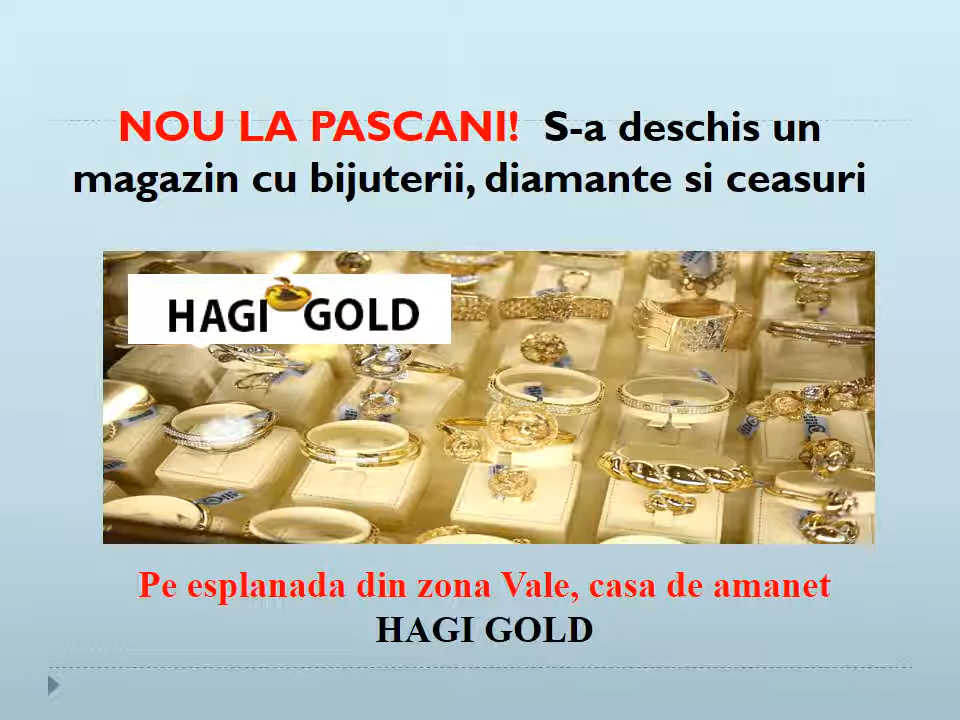 NOU LA PASCANI! S-a deschis un
magazin cu bijuterii, diamante si ceasuri
HAGI GOLD
Pe esplanada din zona Vale, casa de amanet
HAGI GOLD